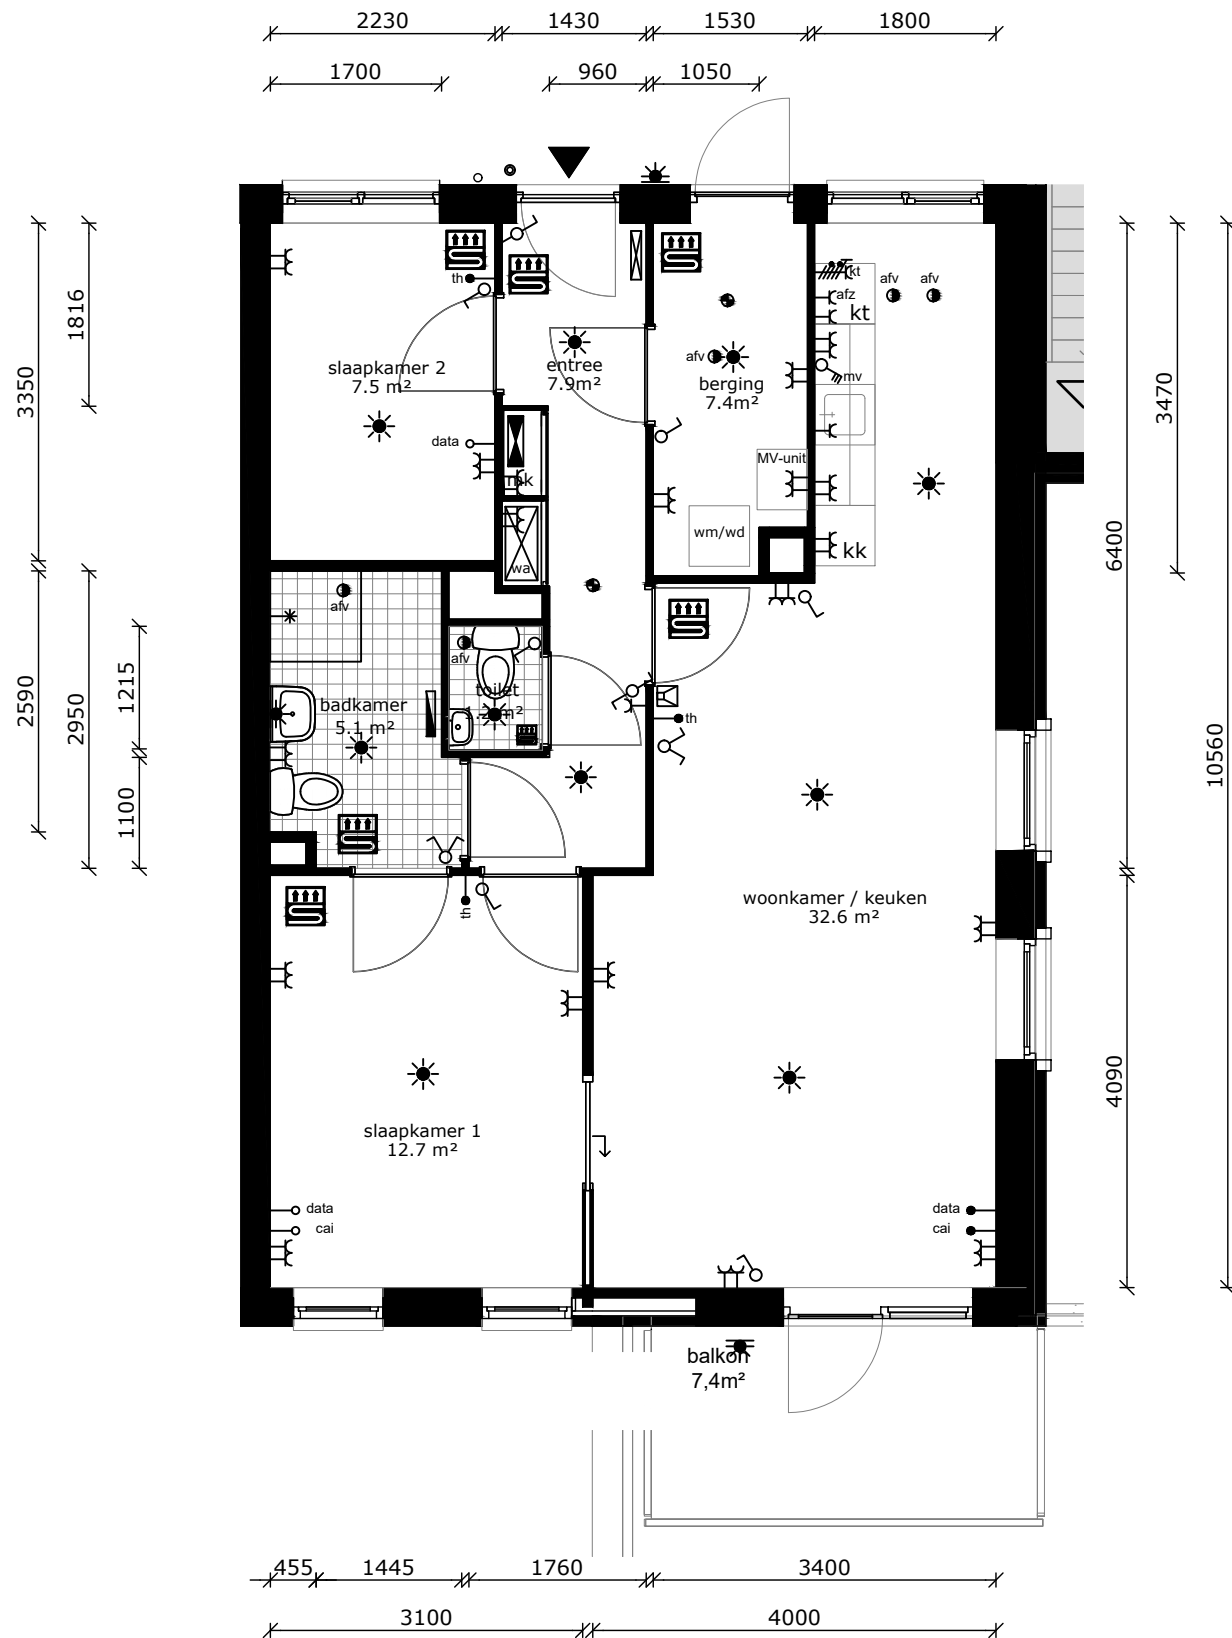 2230
1430
1530
1800
1700
960
1050
3350
1816
2590
2950
1215
1100
th
slaapkamer 2
7.5 m²
data
entree
7.9m²
mk
wa
afv
berging
7.4m²
MV-unit
wm/wd
kt
afz
kt
afv
afv
mv
kk
afv
badkamer
5.1 m²
afv
toilet
m²
th
th
woonkamer / keuken
32.6 m²
slaapkamer 1
12.7 m²
data
cai
data
cai
balkon
7,4m²
3470
6400
10560
4090
455
1445
1760
3400
3100
4000